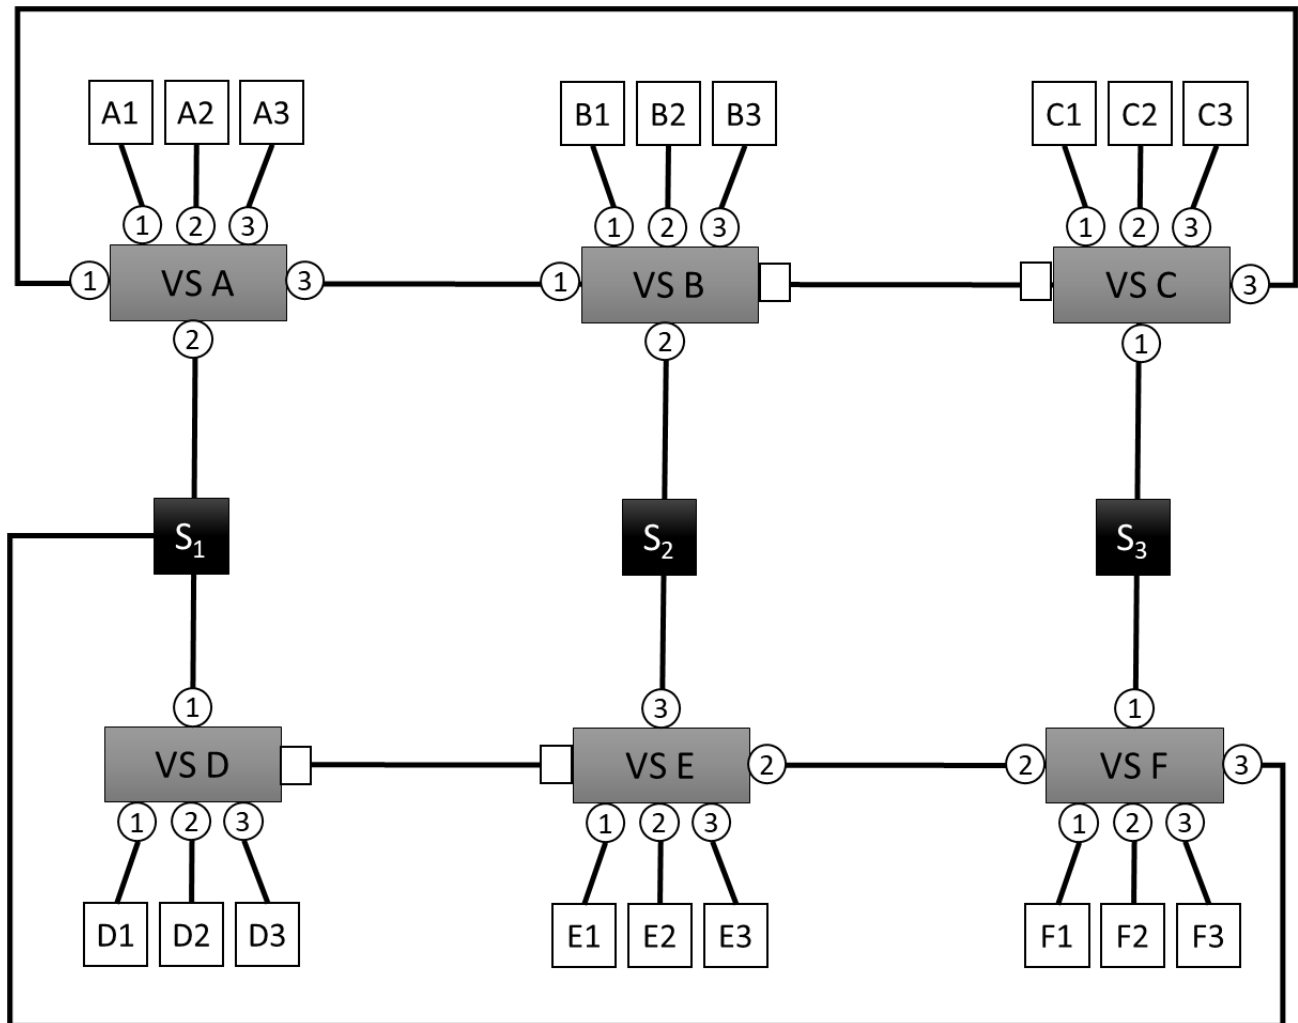 A1 A2 A3 B1 B2 B3 C1 C2 C3
1 2 3 1 2 3 1 2 3
1 VS A 3 1 VS B VS C 3
2 2 1
S1 S2 S3
1 3 1
VS D VS E 2 2 VS F 3
1 2 3 1 2 3 1 2 3
D1 D2 D3 E1 E2 E3 F1 F2 F3